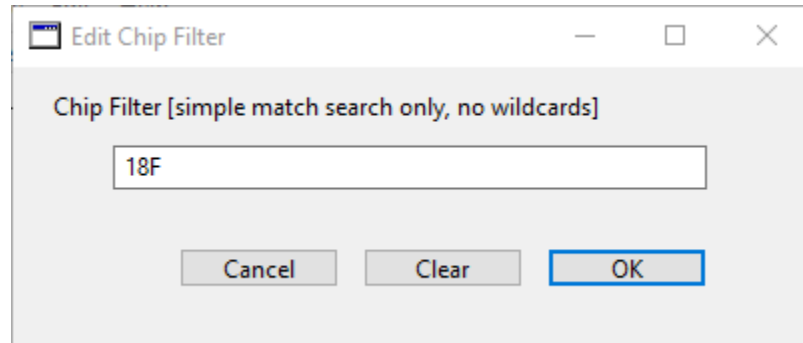 Edit Chip Filter
Chip Filter [simple match search only, no wildcards]
18F
Cancel Clear OK